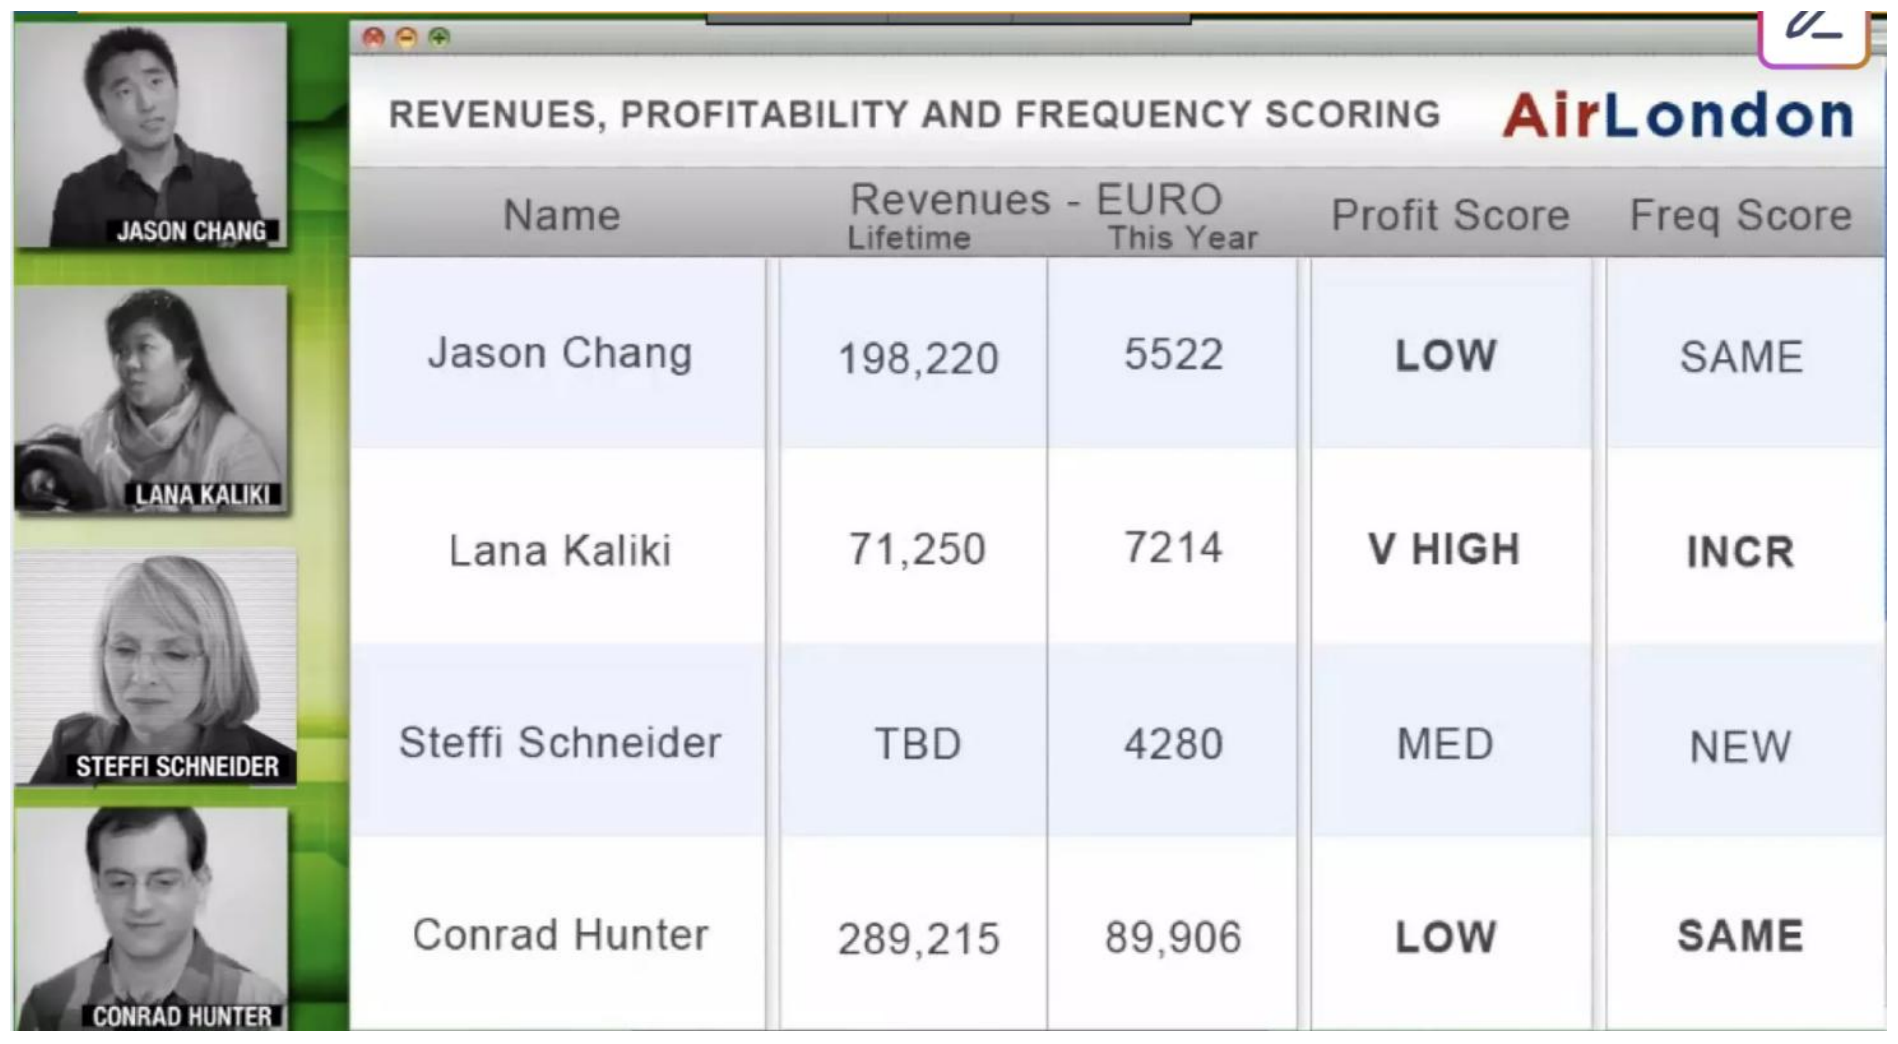 REVENUES, PROFITABILITY AND FREQUENCY SCORING AirLondon
Name Revenues - EURO Profit Score Freq Score
Lifetime This Year
Jason Chang 198,220 5522 LOW SAME
Lana Kaliki 71,250 7214 V HIGH INCR
Steffi Schneider TBD 4280 MED NEW
Conrad Hunter 289,215 89,906 LOW SAME
JASON CHANG
LANA KALIKI
STEFFI SCHNEIDER
CONRAD HUNTER